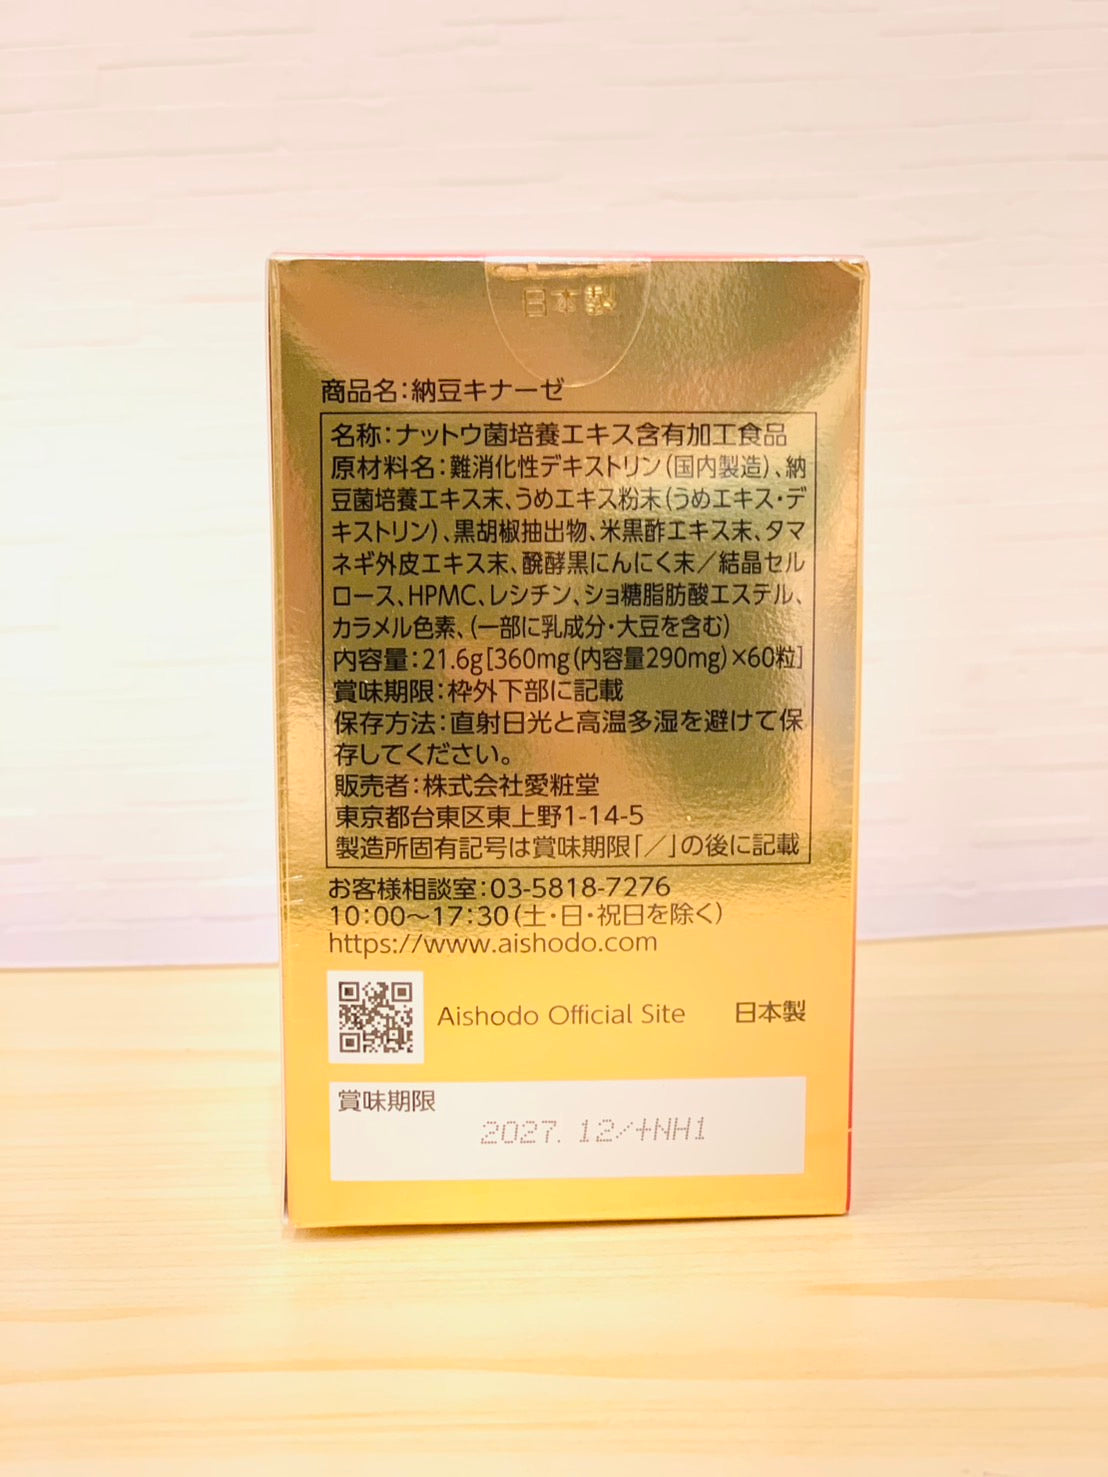 日本製
商品名:納豆キナーゼ
名称:ナットウ菌培養エキス含有加工食品
原材料名:難消化性デキストリン(国内製造)、納
豆菌培養エキス末、うめエキス粉末(うめエキス・デ
キストリン)、黒胡椒抽出物、米黒酢エキス末、タマ
ネギ外皮エキス末、醗酵黒にんにく末/結晶セル
ロース、HPMC、レシチン、ショ糖脂肪酸エステル、
カラメル色素、(一部に乳成分・大豆を含む)
内容量:21.6g[360mg(内容量290mg)×60粒]
賞味期限:枠外下部に記載
保存方法:直射日光と高温多湿を避けて保
存してください。
販売者:株式会社愛粧堂
東京都台東区東上野1-14-5
製造所固有記号は賞味期限「/」の後に記載
お客様相談室:03-5818-7276
10:00~17:30(土・日・祝日を除く)
https://www.aishodo.com
Aishodo Official Site 日本製
賞味期限
2027. 12/+NH1